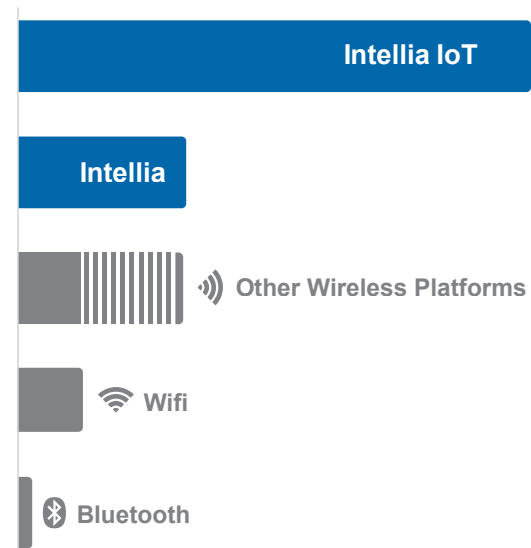 Intellia IoT
Intellia
Other Wireless Platforms
Wifi
Bluetooth